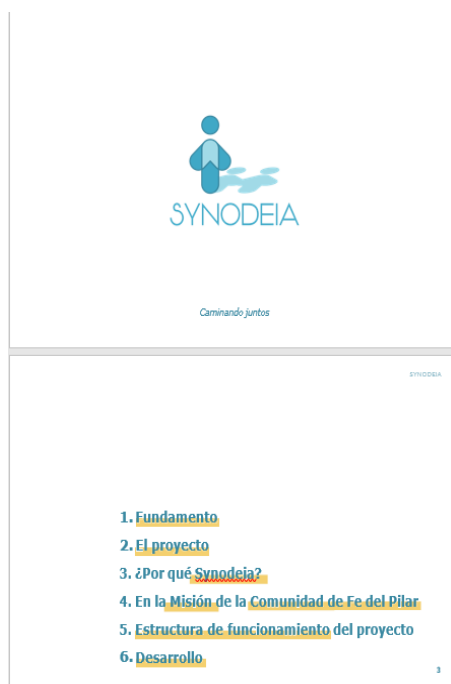 SYNODEIA
Caminando juntos
SYNODEIA
1. Fundamento
2. El proyecto
3. ¿Por qué Synodeia?
4. En la Misión de la Comunidad de Fe del Pilar
5. Estructura de funcionamiento del proyecto
6. Desarrollo
3